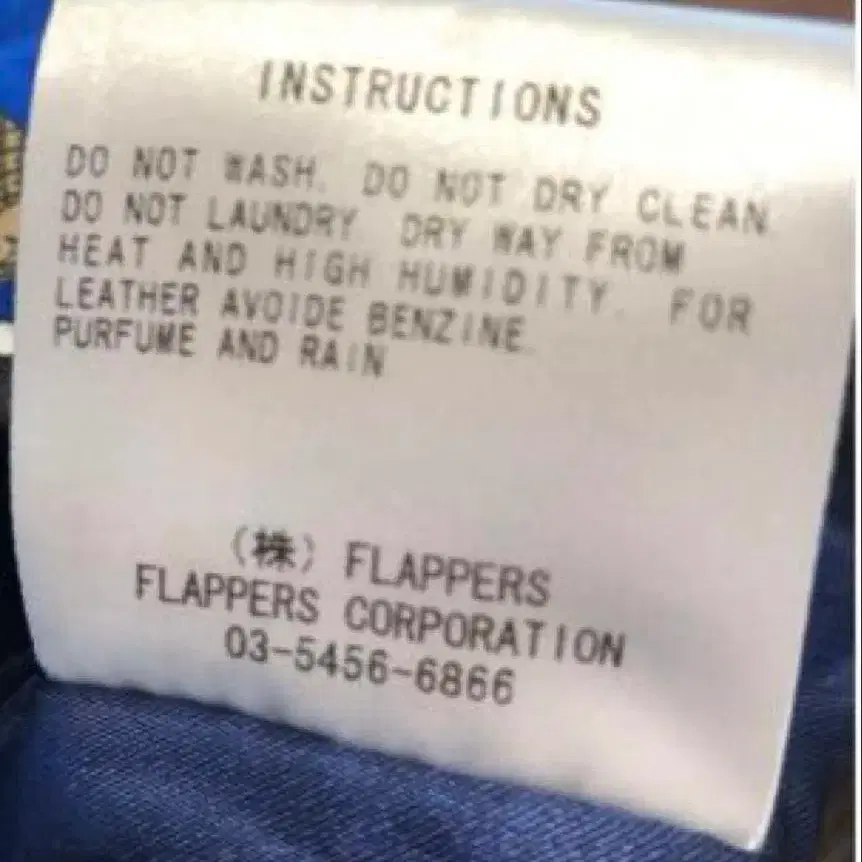 INSTRUCTIONS
DO NOT WASH. DO NOT DRY CLEAN.
DO NOT LAUNDRY DRY WAY FROM
HEAT AND HIGH HUMIDITY. FOR
LEATHER AVOIDE BENZINE.
PURFUME AND RAIN
(株) FLAPPERS
FLAPPERS CORPORATION
03-5456-6866